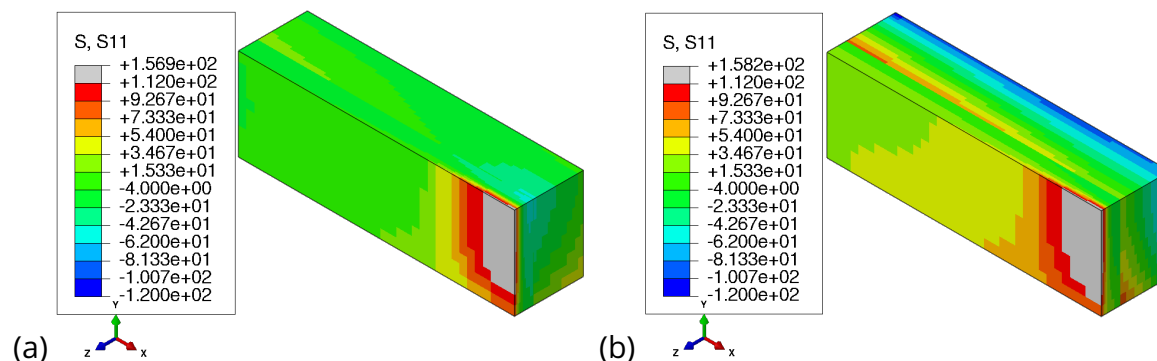 S, S11
+1.569e+02
+1.120e+02
+9.267e+01
+7.333e+01
+5.400e+01
+3.467e+01
+1.533e+01
-4.000e+00
-2.333e+01
-4.267e+01
-6.200e+01
-8.133e+01
-1.007e+02
-1.200e+02
Y
Z
X
(a)
S, S11
+1.582e+02
+1.120e+02
+9.267e+01
+7.333e+01
+5.400e+01
+3.467e+01
+1.533e+01
-4.000e+00
-2.333e+01
-4.267e+01
-6.200e+01
-8.133e+01
-1.007e+02
-1.200e+02
Y
Z
X
(b)